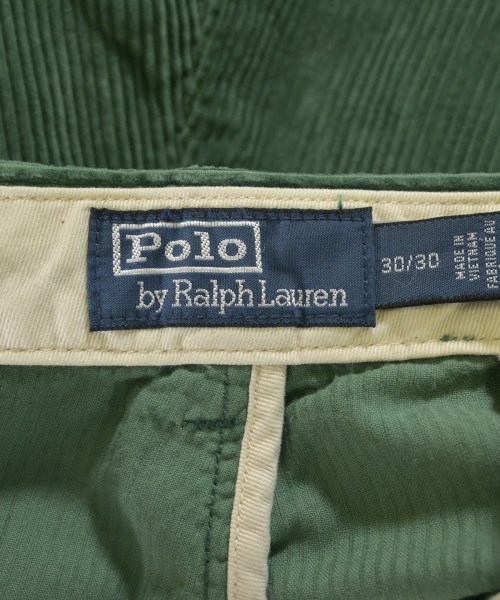 Polo
by Ralph Lauren
30/30
MADE IN
VIETNAM
FABRIQUE AU